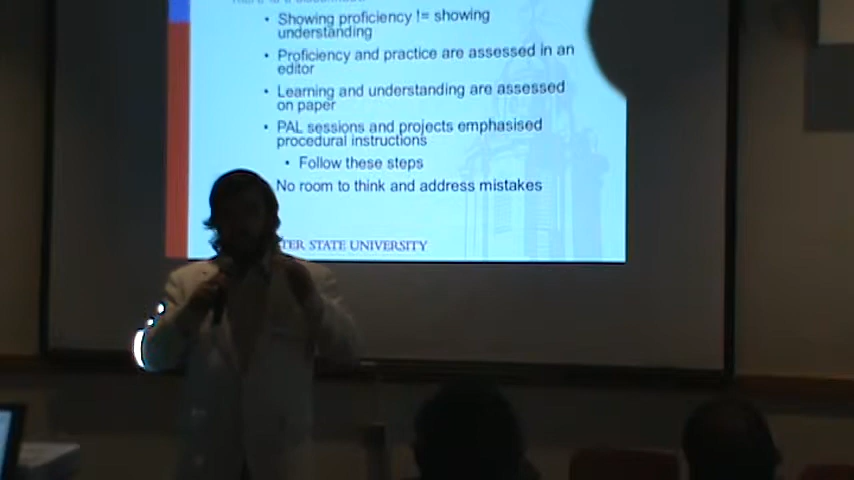 • Showing proficiency != showing
understanding
• Proficiency and practice are assessed in an
editor
• Learning and understanding are assessed
on paper
• PAL sessions and projects emphasised
procedural instructions
• Follow these steps
No room to think and address mistakes
TER STATE UNIVERSITY